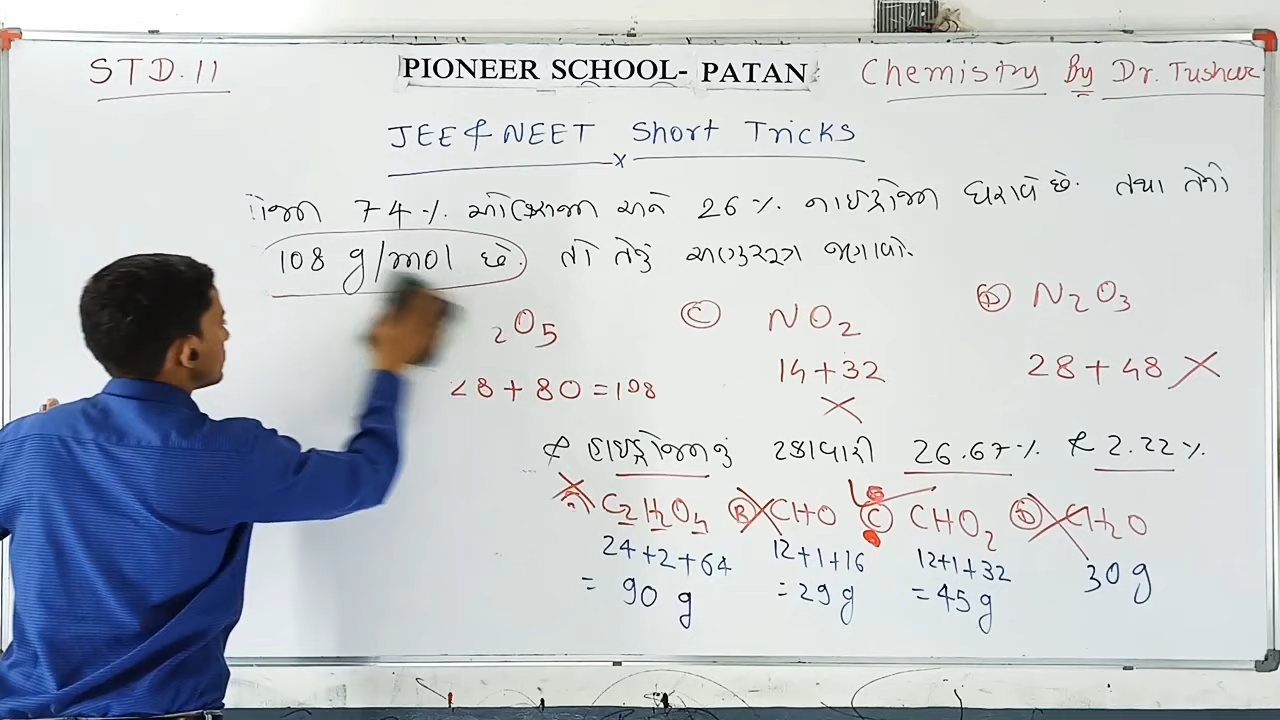 STD.11 PIONEER SCHOOL- PATAN Chemistry By Dr. Tushar
JEE & NEET Short Tricks
x
74% ઓક્સિજન અને 26% નાઇટ્રોજન ધરાવે છે. તથા તેનો
108 g/mol છે. તો તેનું અણુસૂત્ર જણાવો.
2O5 (C) NO2 (D) N2O3
28+80=108 14+32 28+48 X
X
& હાઇડ્રોજનનું ટકાવારી 26.67% & 2.22%
C2H2O4 (B) CHO (C) CHO2 (D) CH2O
24+2+64 12+1+16 12+1+32 30g
= 90 g = 29 g = 45 g